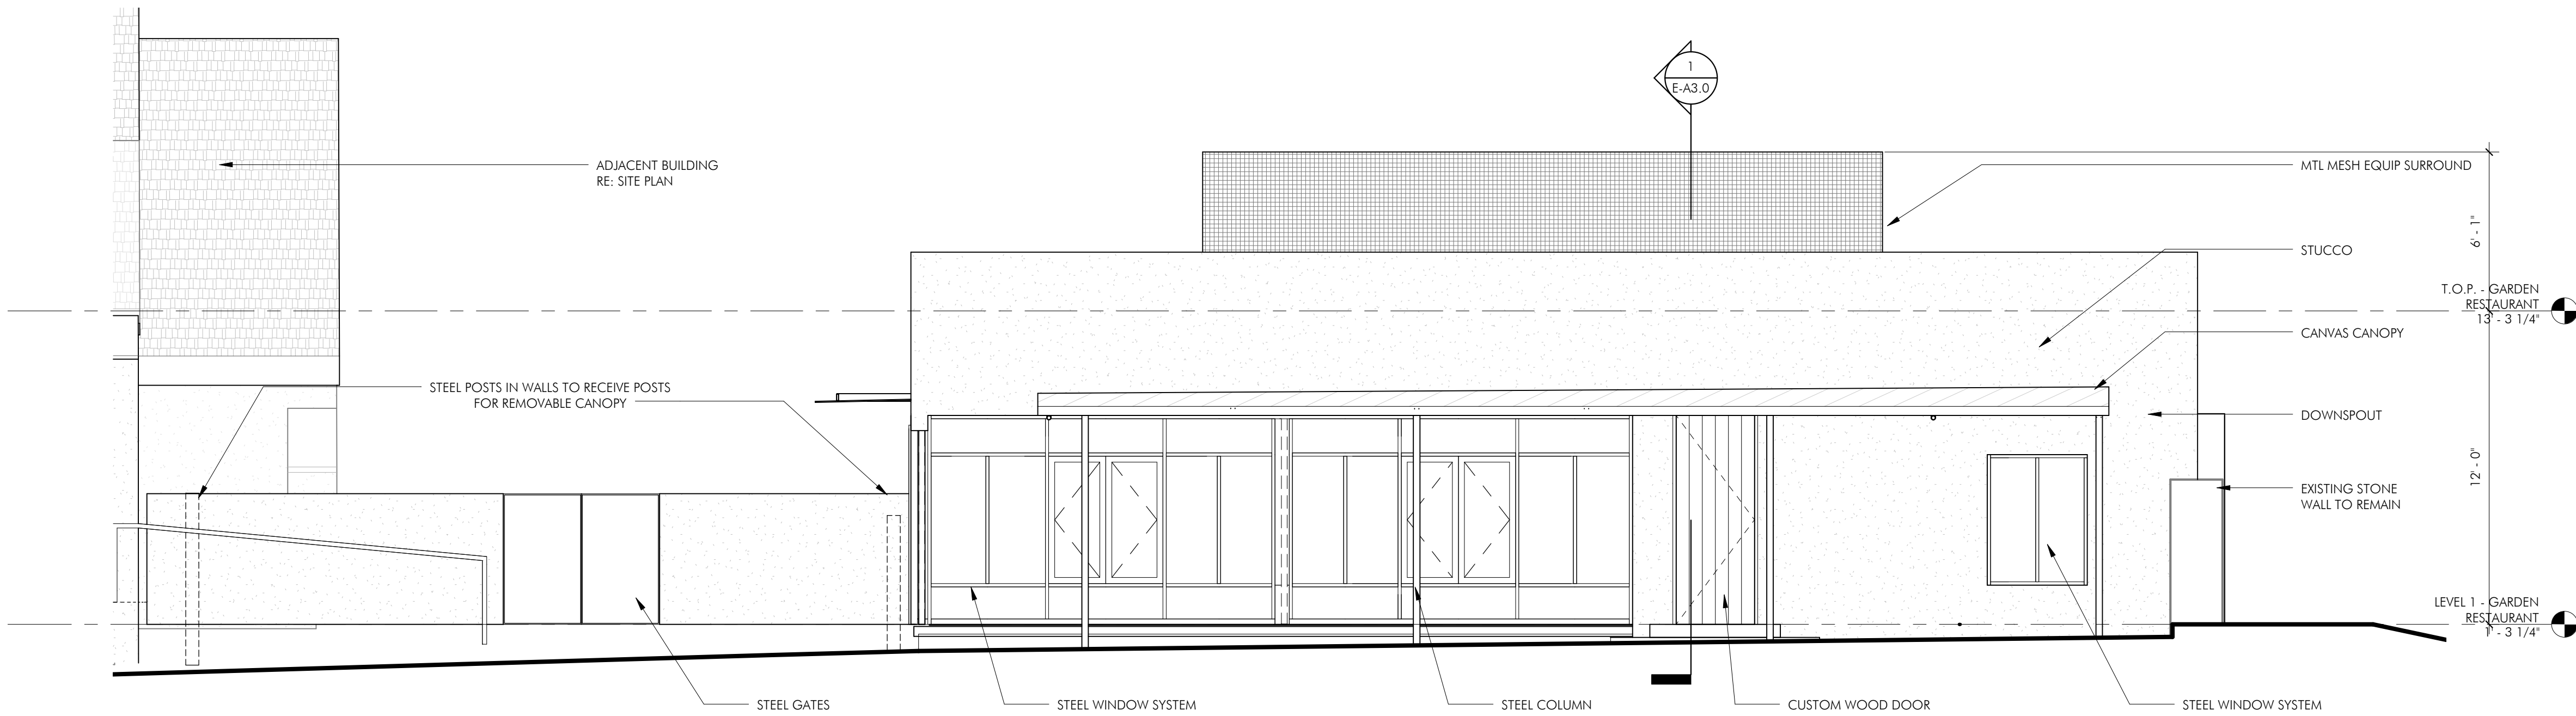 1
E-A3.0
ADJACENT BUILDING
RE: SITE PLAN
MTL MESH EQUIP SURROUND
6' - 1"
STUCCO
T.O.P. - GARDEN
RESTAURANT
13' - 3 1/4"
CANVAS CANOPY
STEEL POSTS IN WALLS TO RECEIVE POSTS
FOR REMOVABLE CANOPY
DOWNSPOUT
12' - 0"
EXISTING STONE
WALL TO REMAIN
LEVEL 1 - GARDEN
RESTAURANT
1' - 3 1/4"
STEEL GATES
STEEL WINDOW SYSTEM
STEEL COLUMN
CUSTOM WOOD DOOR
STEEL WINDOW SYSTEM